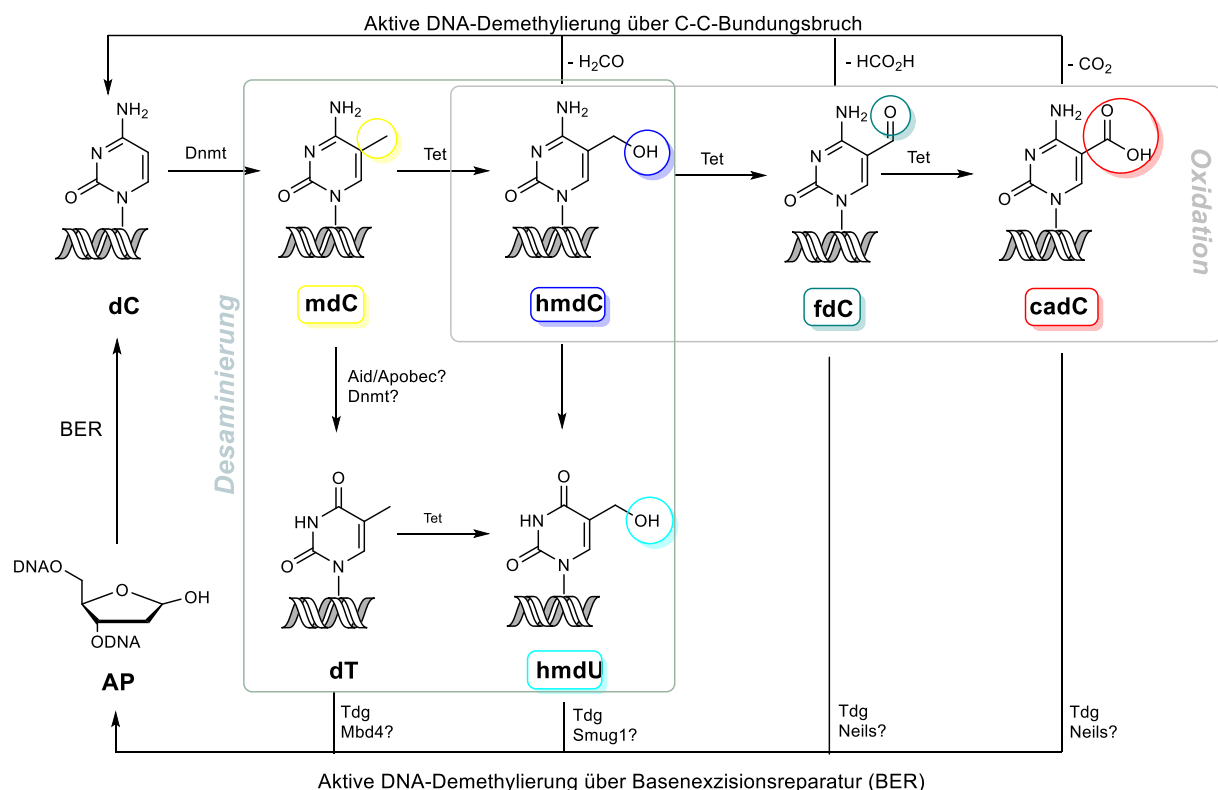 Aktive DNA-Demethylierung über C-C-Bundungsbruch
- H2CO
- HCO2H
- CO2
NH2
N
O
N
dC
Dnmt
NH2
N
O
N
mdC
Tet
NH2
N
O
N
OH
hmdC
Tet
NH2
O
N
O
N
fdC
Tet
NH2
O
OH
N
O
N
cadC
Oxidation
Desaminierung
Aid/Apobec?
Dnmt?
BER
O
HN
O
N
dT
Tet
O
HN
O
N
OH
hmdU
DNAO
O
OH
ODNA
AP
Tdg
Mbd4?
Tdg
Smug1?
Tdg
Neils?
Tdg
Neils?
Aktive DNA-Demethylierung über Basenexzisionsreparatur (BER)